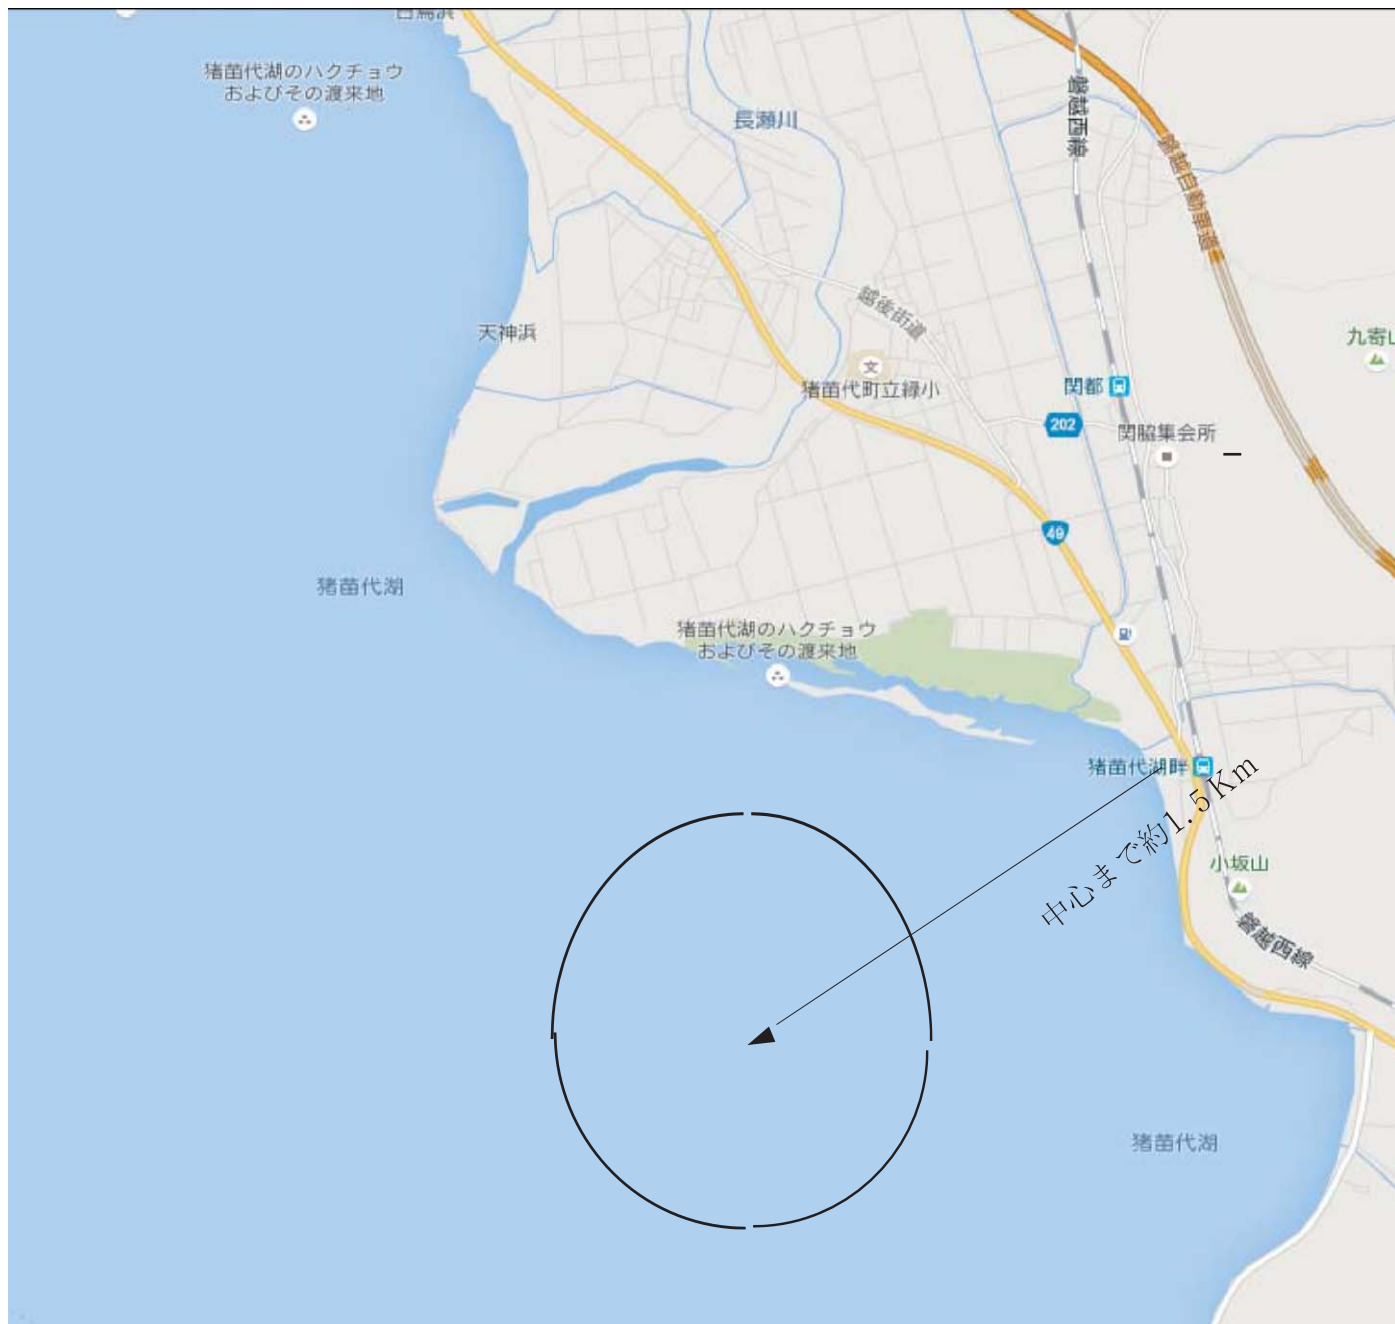 白鳥浜
猪苗代湖のハクチョウ
およびその渡来地
長瀬川
磐越西線
磐越自動車道
越後街道
天神浜
九寄山
文
猪苗代町立緑小
関都
202
関脇集会所
49
猪苗代湖
猪苗代湖のハクチョウ
およびその渡来地
猪苗代湖畔
中心まで約1.5Km
小坂山
磐越西線
猪苗代湖